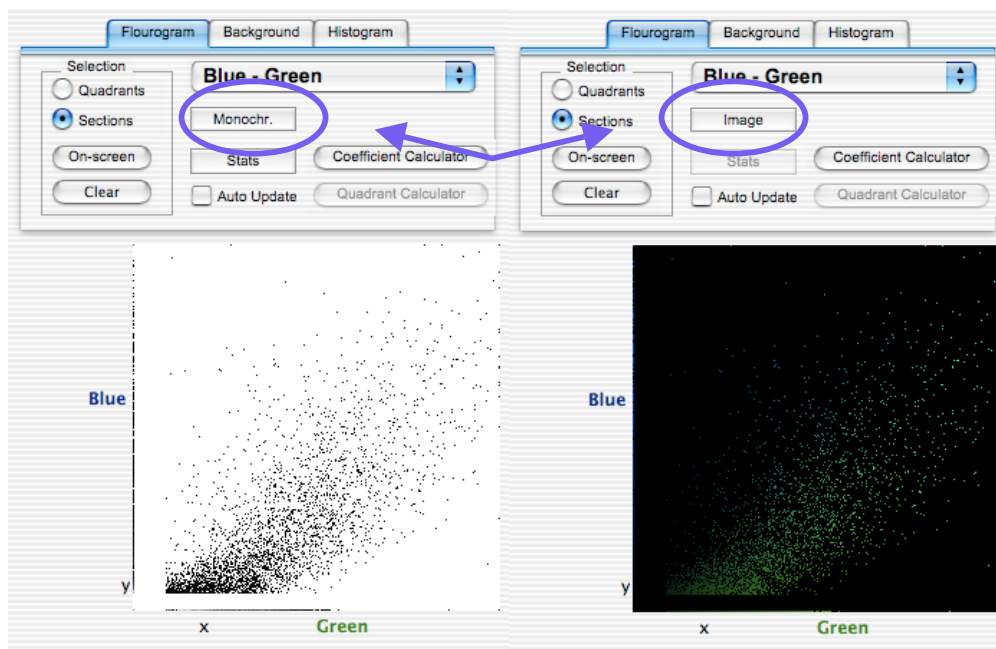 Flourogram Background Histogram
Selection
Blue - Green
Quadrants
Sections
Monochr.
On-screen
Stats
Coefficient Calculator
Clear
Auto Update
Quadrant Calculator
Blue
y
x
Green
Flourogram Background Histogram
Selection
Blue - Green
Quadrants
Sections
Image
On-screen
Stats
Coefficient Calculator
Clear
Auto Update
Quadrant Calculator
Blue
y
x
Green